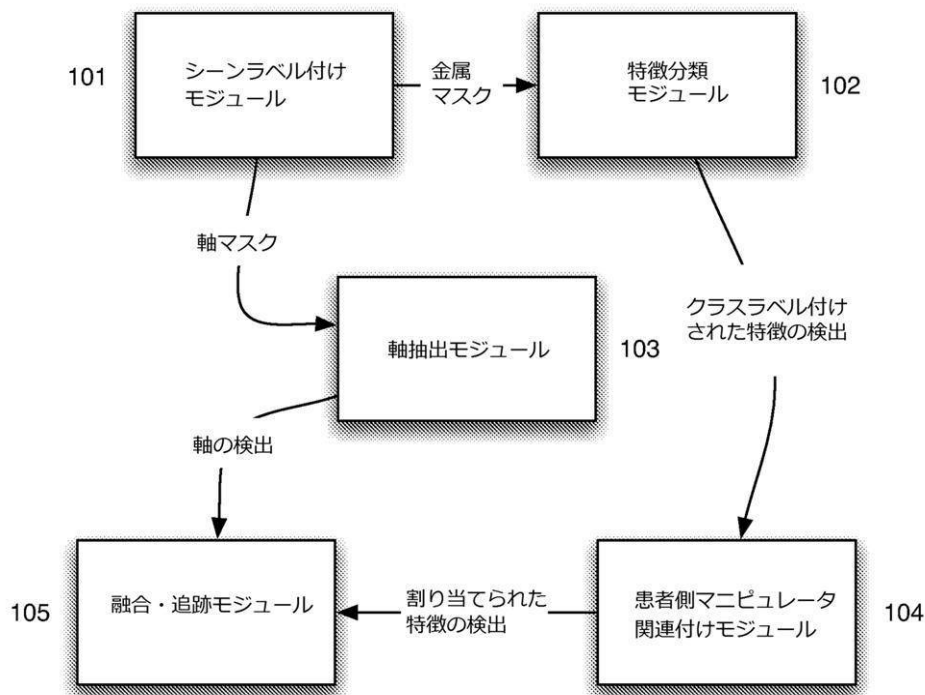 101
シーンラベル付け
モジュール
金属
マスク
特徴分類
モジュール
102
軸マスク
クラスラベル付け
された特徴の検出
軸抽出モジュール
103
軸の検出
105
融合・追跡モジュール
割り当てられた
特徴の検出
患者側マニピュレータ
関連付けモジュール
104